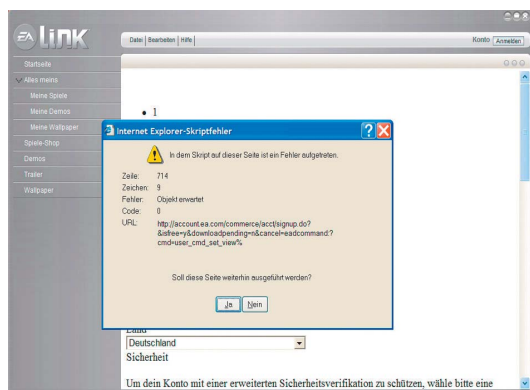 EA Link
Datei | Bearbeiten | Hilfe |
Konto
Anmelden
Startseite
Alles meins
Meine Spiele
Meine Demos
Meine Wallpaper
Spiele-Shop
Demos
Trailer
Wallpaper
1
Internet Explorer-Skriptfehler
In dem Skript auf dieser Seite ist ein Fehler aufgetreten.
Zeile: 714
Zeichen: 9
Fehler: Objekt erwartet
Code: 0
URL: http://account.ea.com/commerce/acct/signup.do?
&isfree=y&downloadpending=n&cancel=eadcommand:?
cmd=user_cmd_set_view%
Soll diese Seite weiterhin ausgeführt werden?
Ja
Nein
Land
Deutschland
Sicherheit
Um dein Konto mit einer erweiterten Sicherheitsverifikation zu schützen, wähle bitte eine